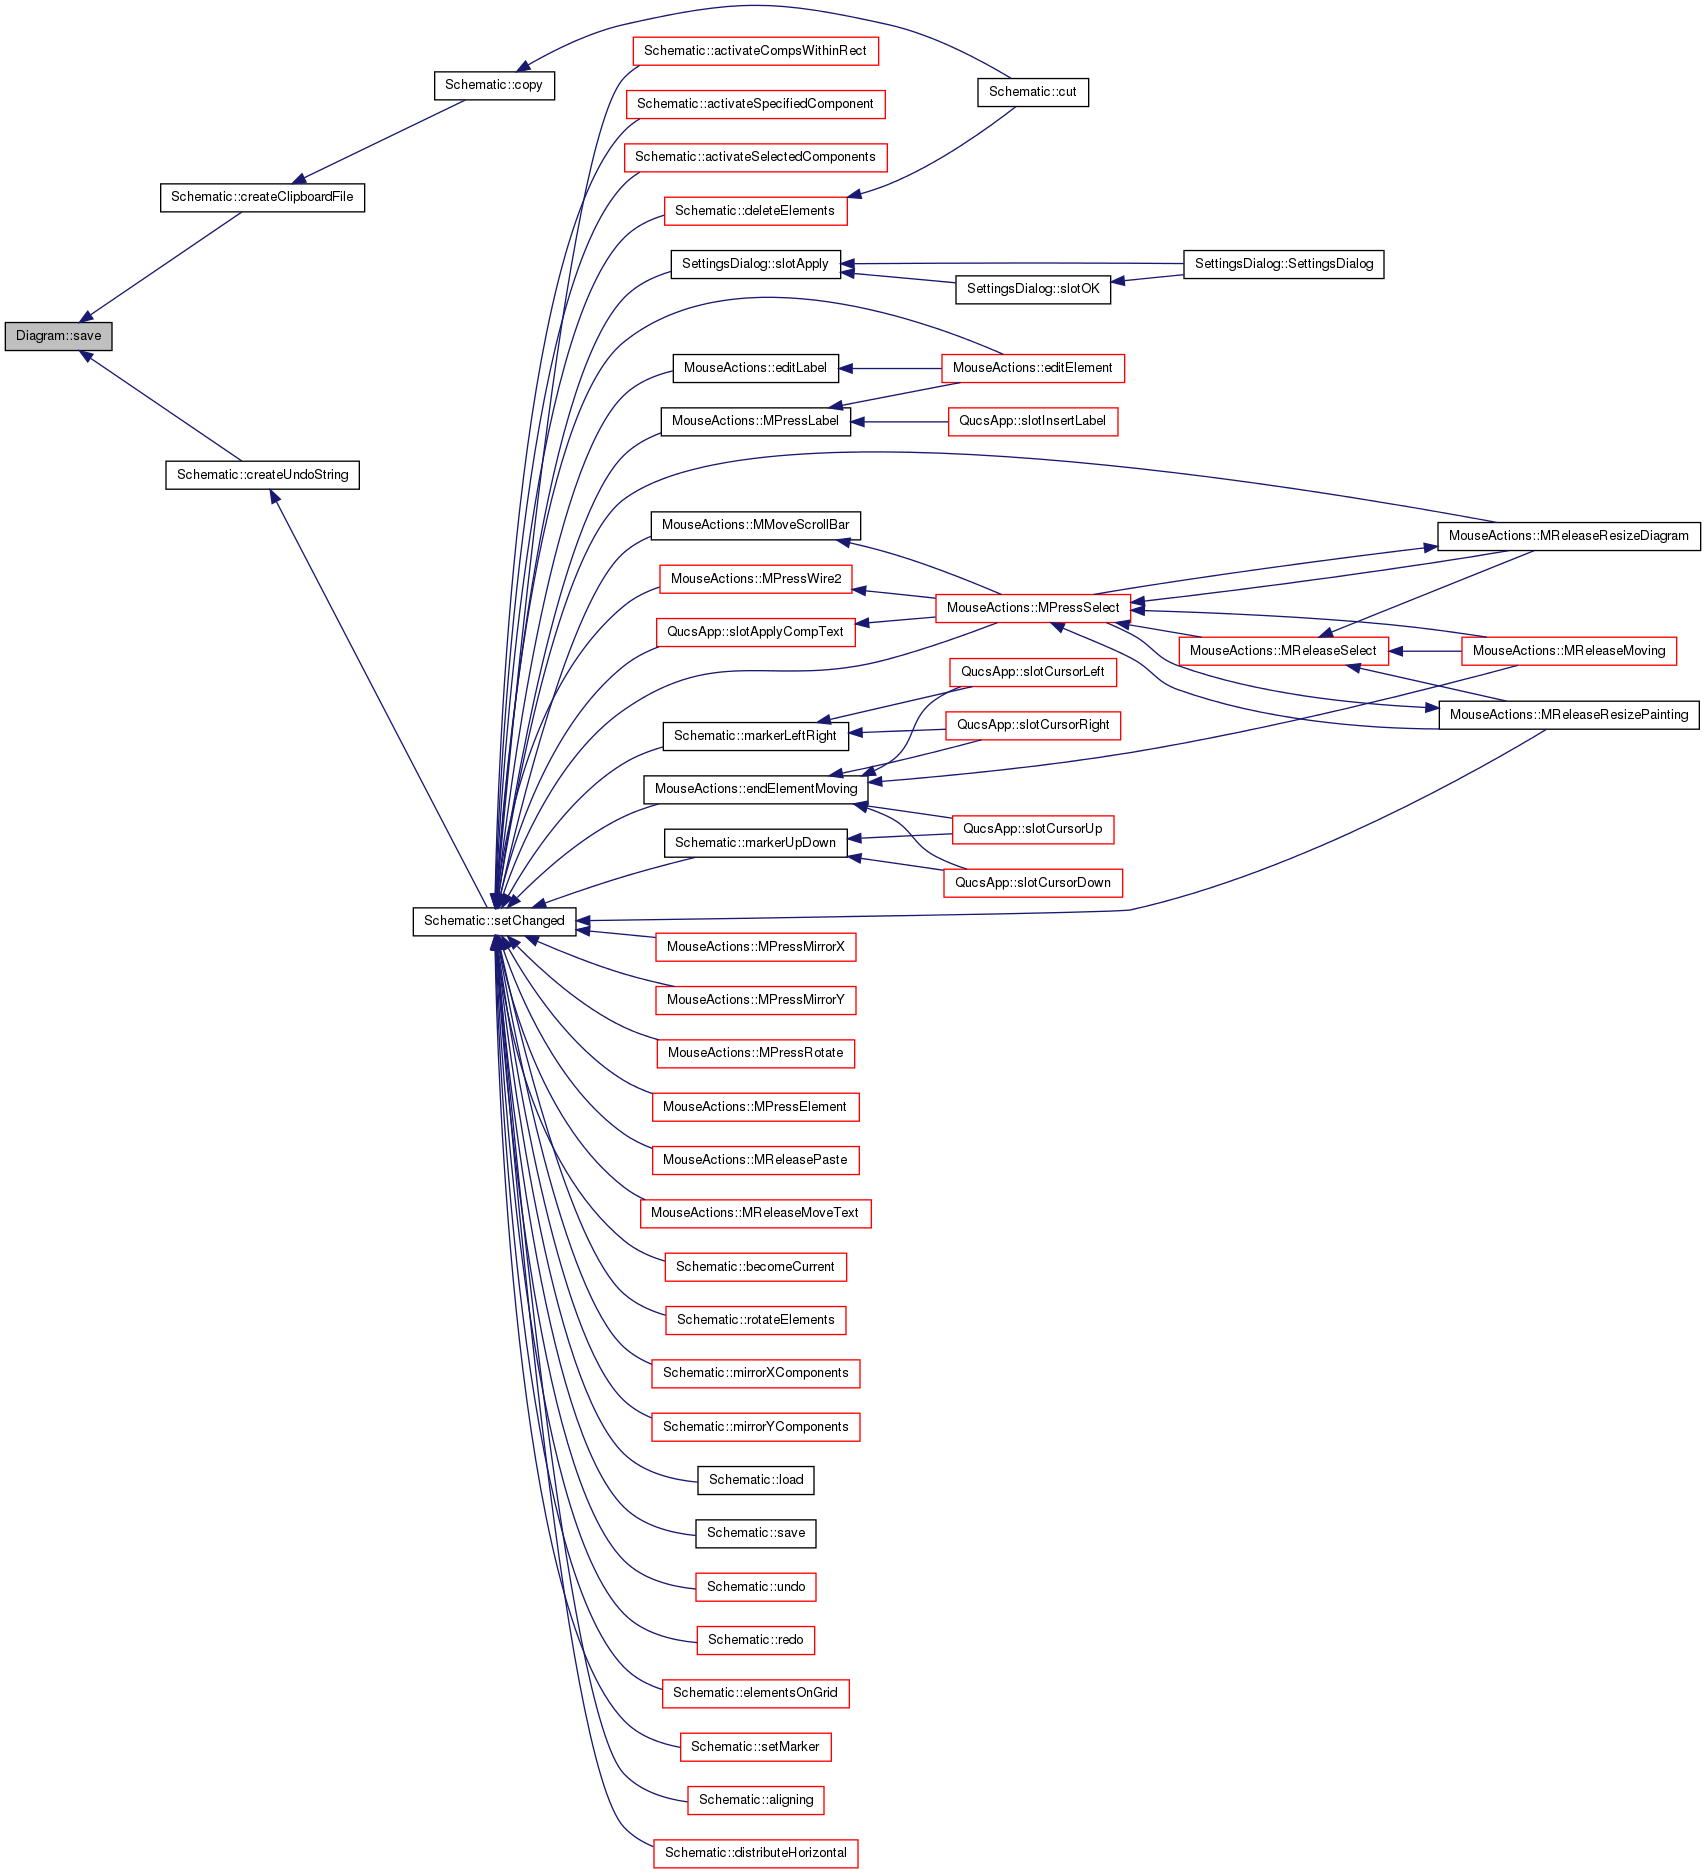 Schematic::activateCompsWithinRect
Schematic::copy
Schematic::cut
Schematic::activateSpecifiedComponent
Schematic::activateSelectedComponents
Schematic::createClipboardFile
Schematic::deleteElements
SettingsDialog::slotApply
SettingsDialog::SettingsDialog
SettingsDialog::slotOK
Diagram::save
MouseActions::editLabel
MouseActions::editElement
MouseActions::MPressLabel
QucsApp::slotInsertLabel
Schematic::createUndoString
MouseActions::MMoveScrollBar
MouseActions::MReleaseResizeDiagram
MouseActions::MPressWire2
MouseActions::MPressSelect
QucsApp::slotApplyCompText
MouseActions::MReleaseSelect
MouseActions::MReleaseMoving
QucsApp::slotCursorLeft
MouseActions::MReleaseResizePainting
QucsApp::slotCursorRight
Schematic::markerLeftRight
MouseActions::endElementMoving
QucsApp::slotCursorUp
Schematic::markerUpDown
QucsApp::slotCursorDown
Schematic::setChanged
MouseActions::MPressMirrorX
MouseActions::MPressMirrorY
MouseActions::MPressRotate
MouseActions::MPressElement
MouseActions::MReleasePaste
MouseActions::MReleaseMoveText
Schematic::becomeCurrent
Schematic::rotateElements
Schematic::mirrorXComponents
Schematic::mirrorYComponents
Schematic::load
Schematic::save
Schematic::undo
Schematic::redo
Schematic::elementsOnGrid
Schematic::setMarker
Schematic::aligning
Schematic::distributeHorizontal